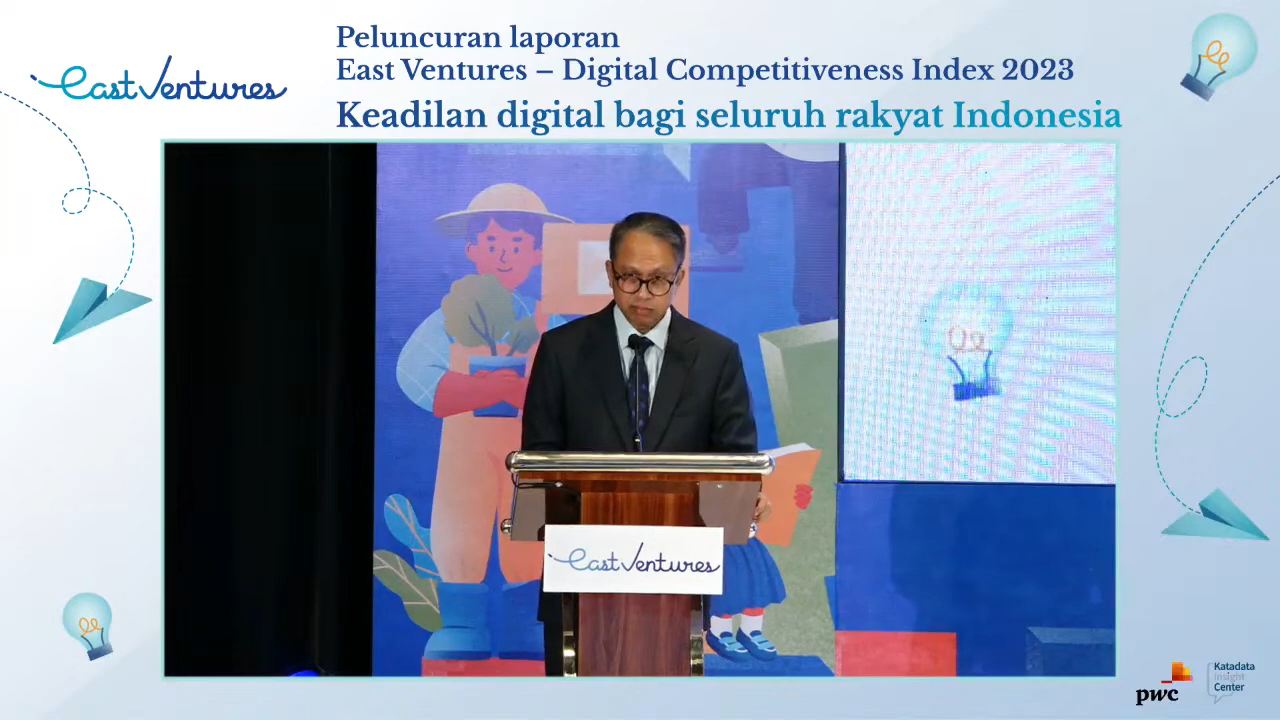 East Ventures
Peluncuran laporan
East Ventures – Digital Competitiveness Index 2023
Keadilan digital bagi seluruh rakyat Indonesia
East Ventures
pwc
Katadata
Insight
Center